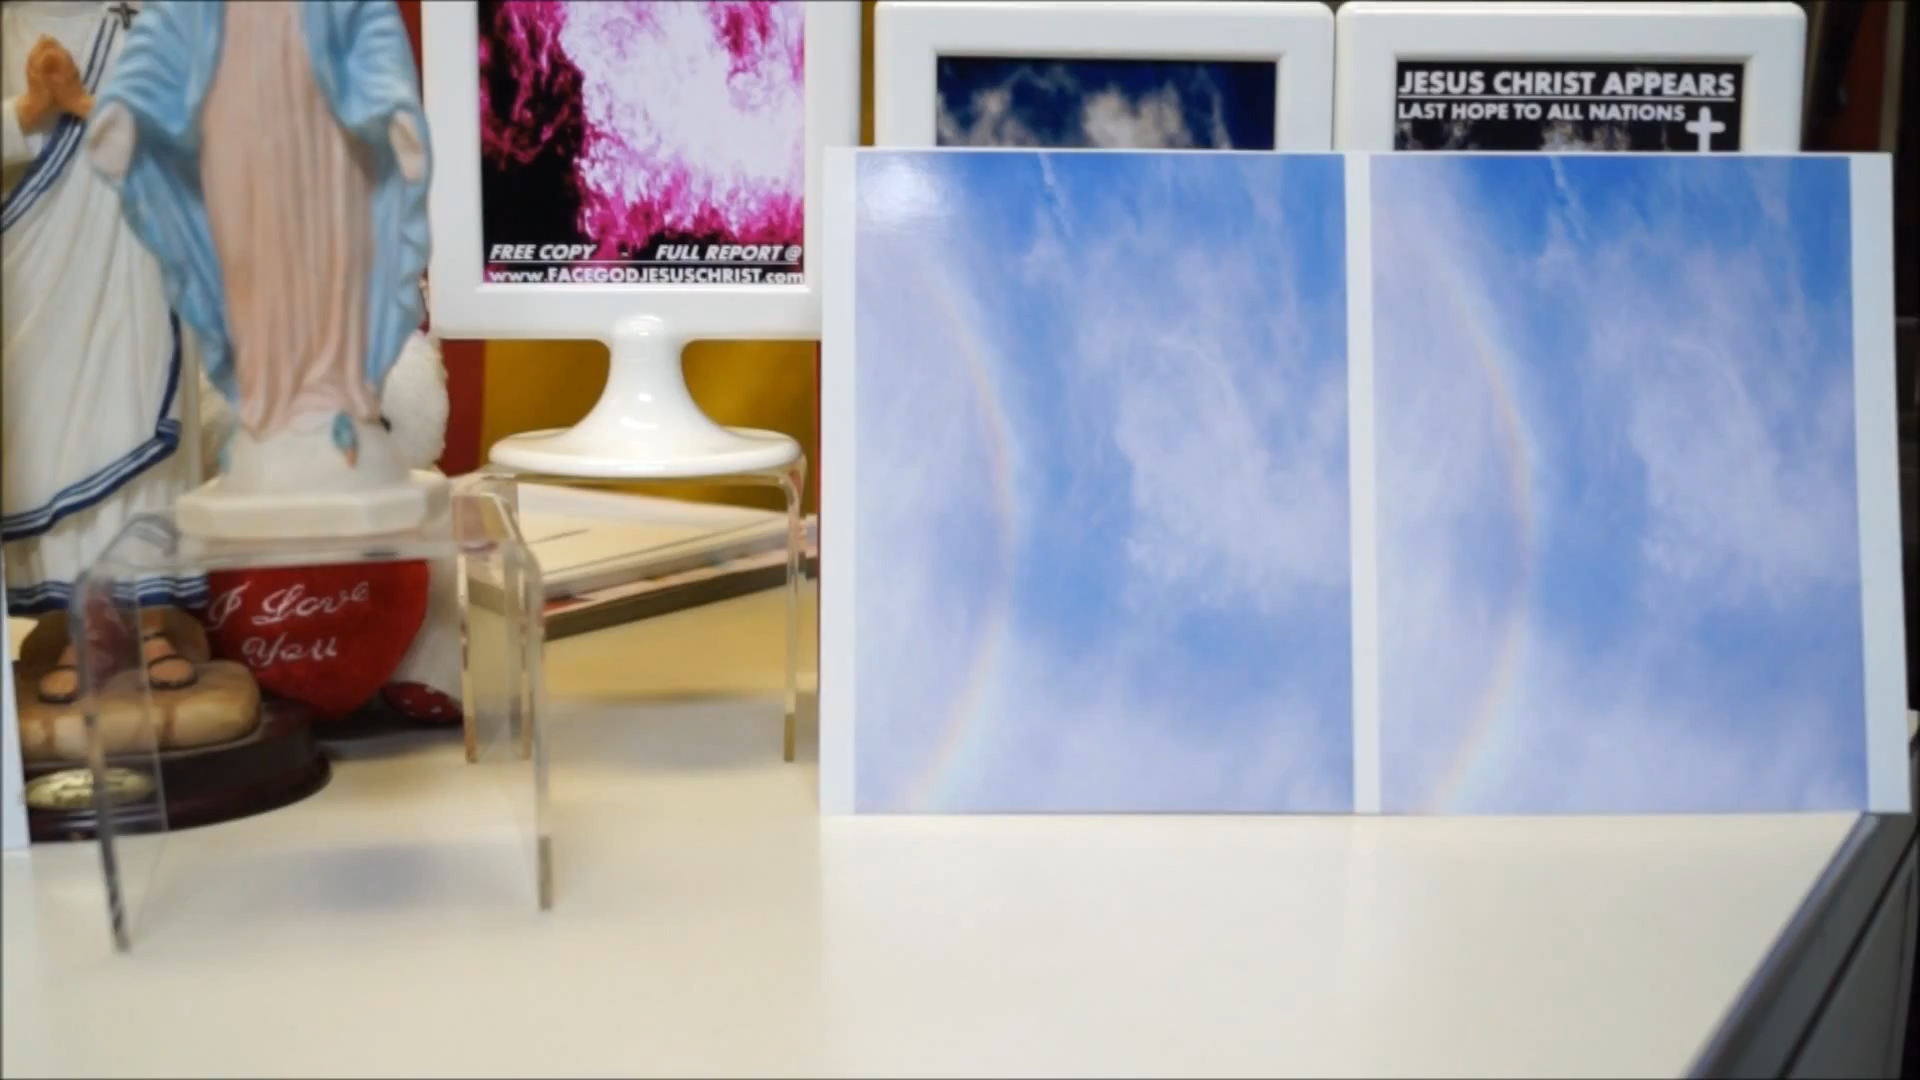 JESUS CHRIST APPEARS
LAST HOPE TO ALL NATIONS
FREE COPY - FULL REPORT @
www.FACEGODJESUSCHRIST.com
I Love
You